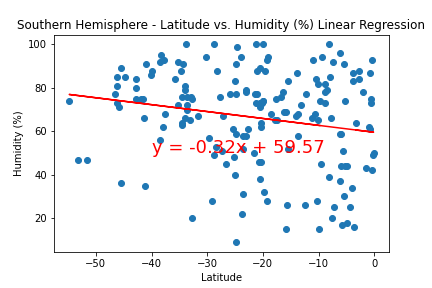 Southern Hemisphere - Latitude vs. Humidity (%) Linear Regression
100
80
60
40
20
Humidity (%)
y = -0.32x + 59.57
−50
−40
−30
−20
−10
0
Latitude